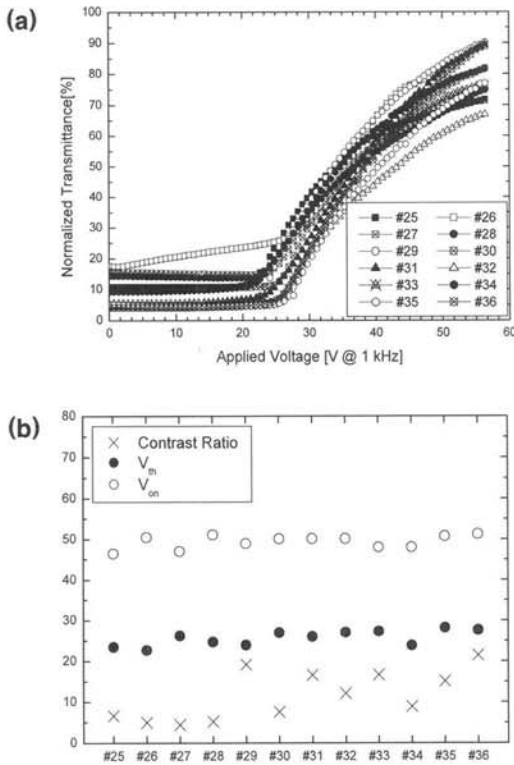 (a)
100
90
80
70
60
50
40
30
20
10
0
Normalized Transmittance[%]
#25 #26
#27 #28
#29 #30
#31 #32
#33 #34
#35 #36
0 10 20 30 40 50 60
Applied Voltage [V @ 1 kHz]
(b)
80
70
60
50
40
30
20
10
0
Contrast Ratio
Vth
Von
#25 #26 #27 #28 #29 #30 #31 #32 #33 #34 #35 #36